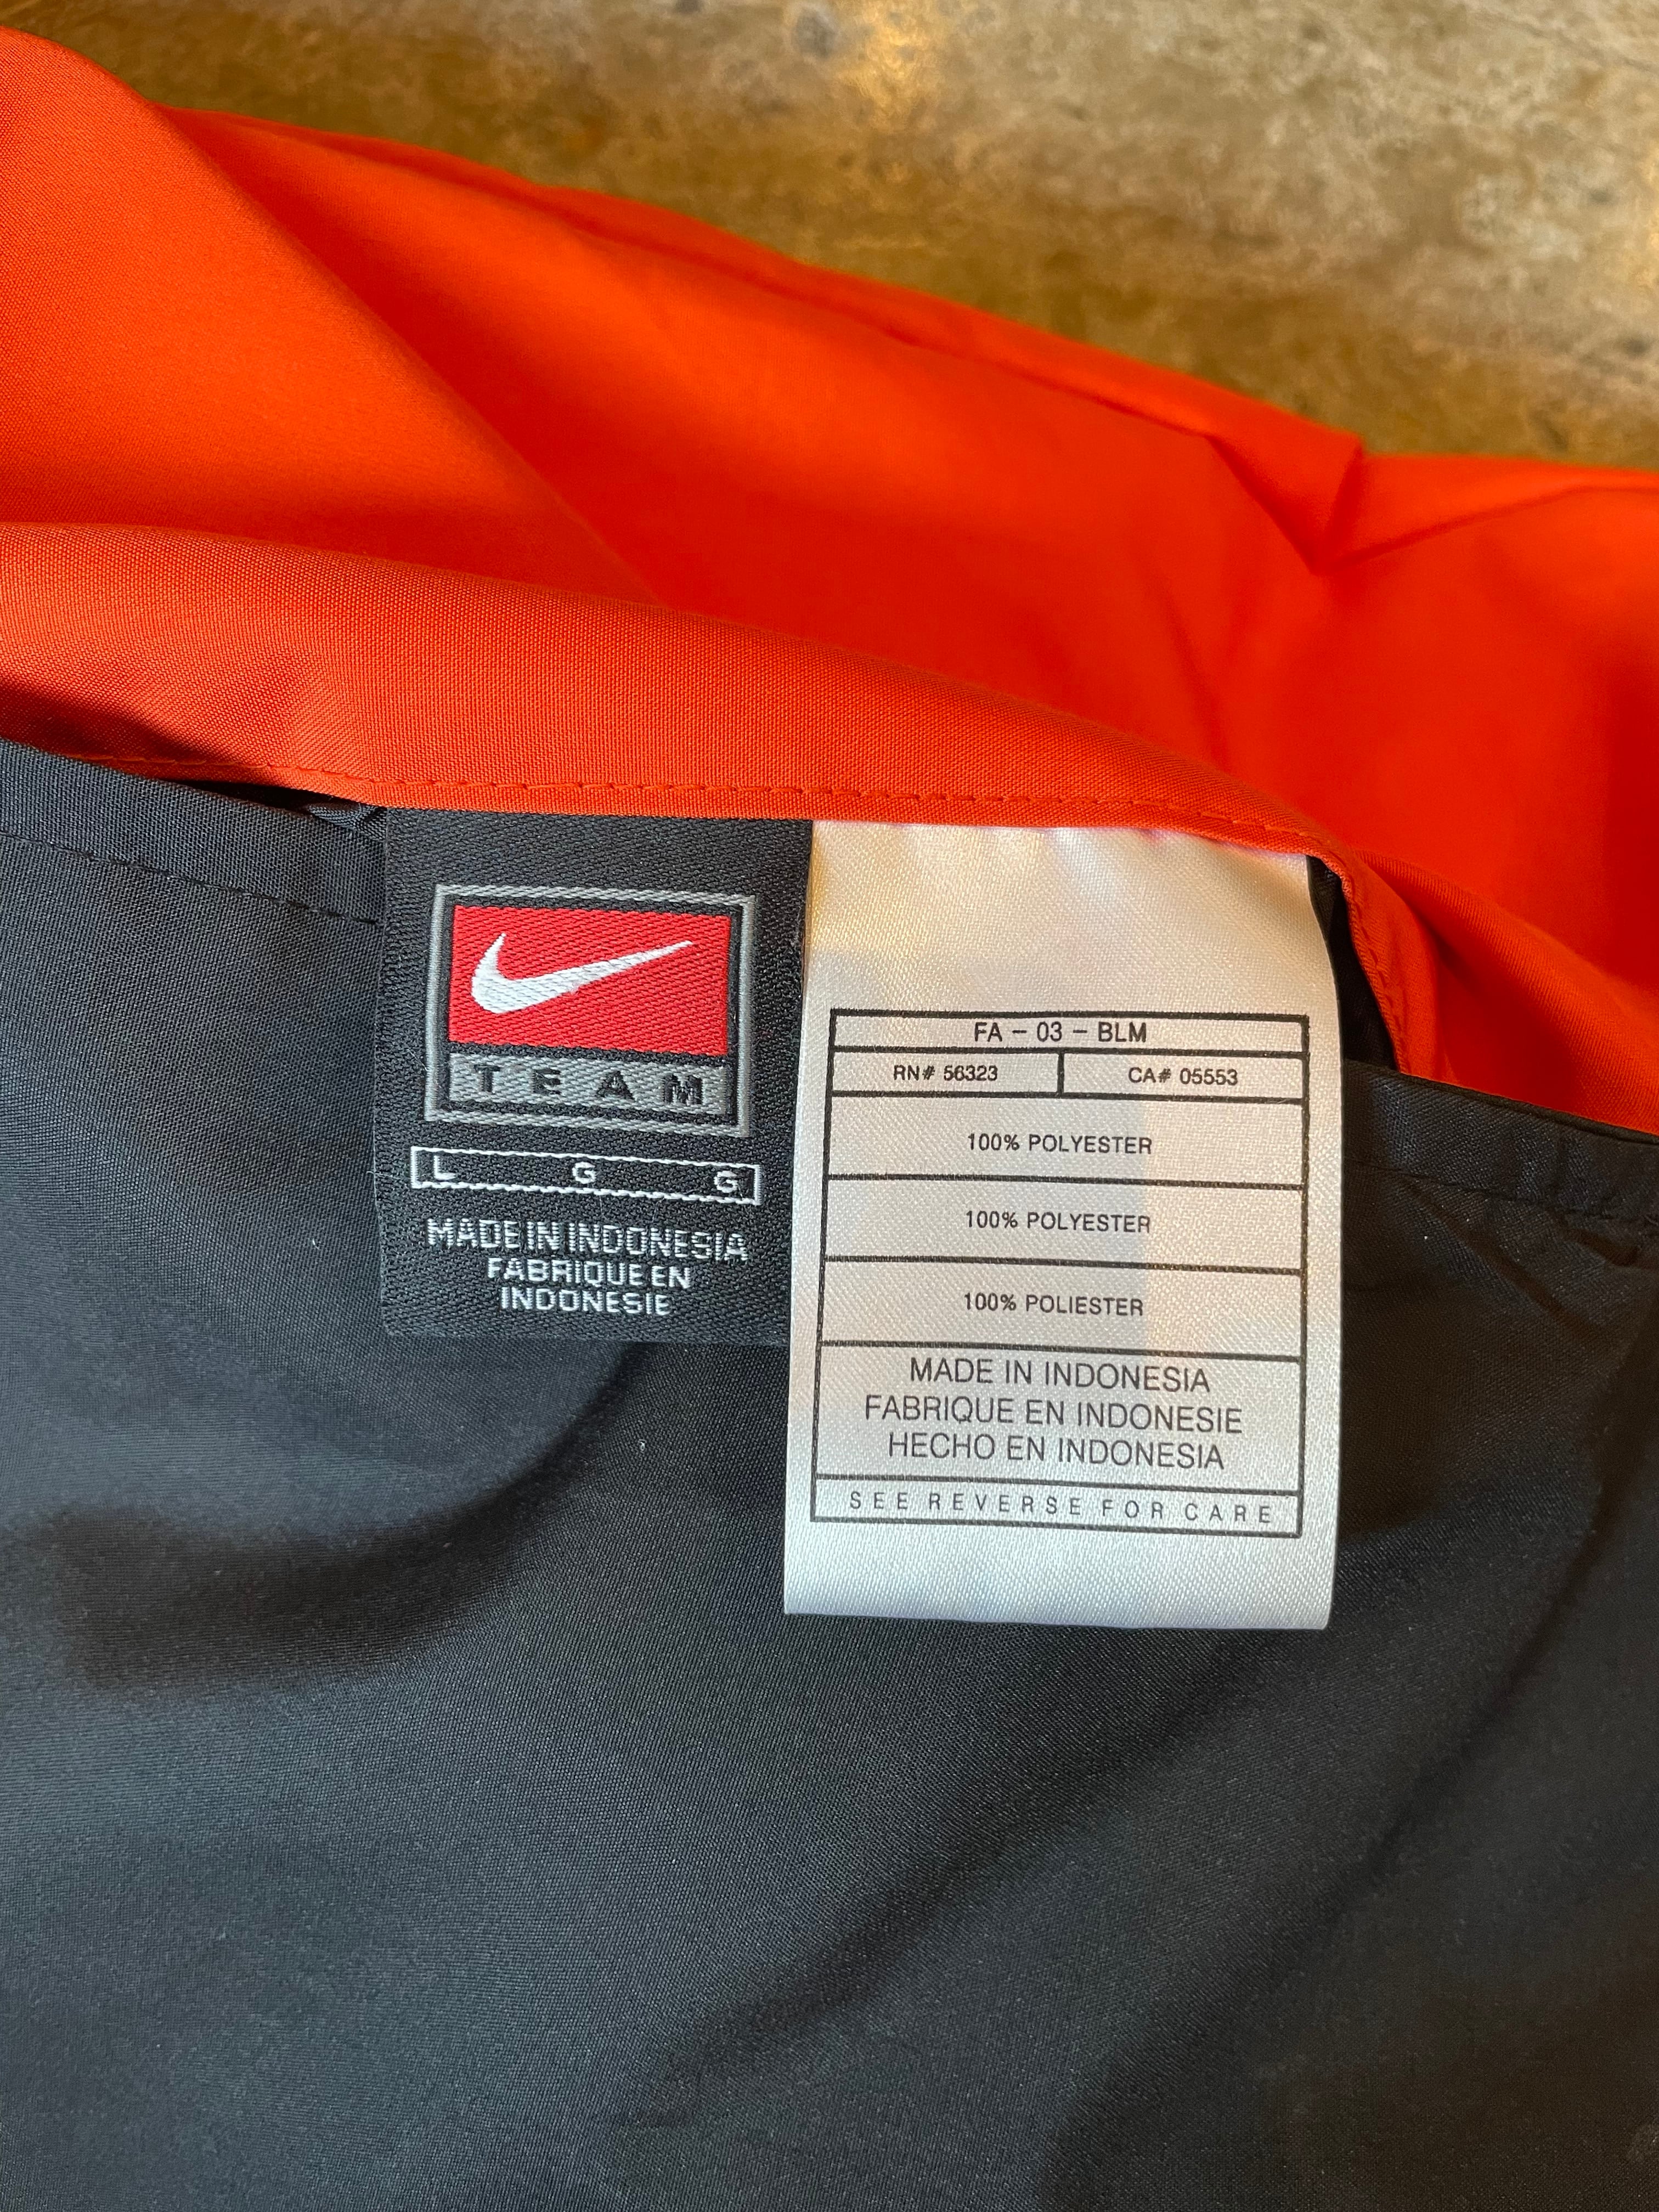 TEAM
L G G
MADE IN INDONESIA
FABRIQUE EN
INDONESIE
FA - 03 - BLM
RN# 56323 CA# 05553
100% POLYESTER
100% POLYESTER
100% POLIESTER
MADE IN INDONESIA
FABRIQUE EN INDONESIE
HECHO EN INDONESIA
SEE REVERSE FOR CARE